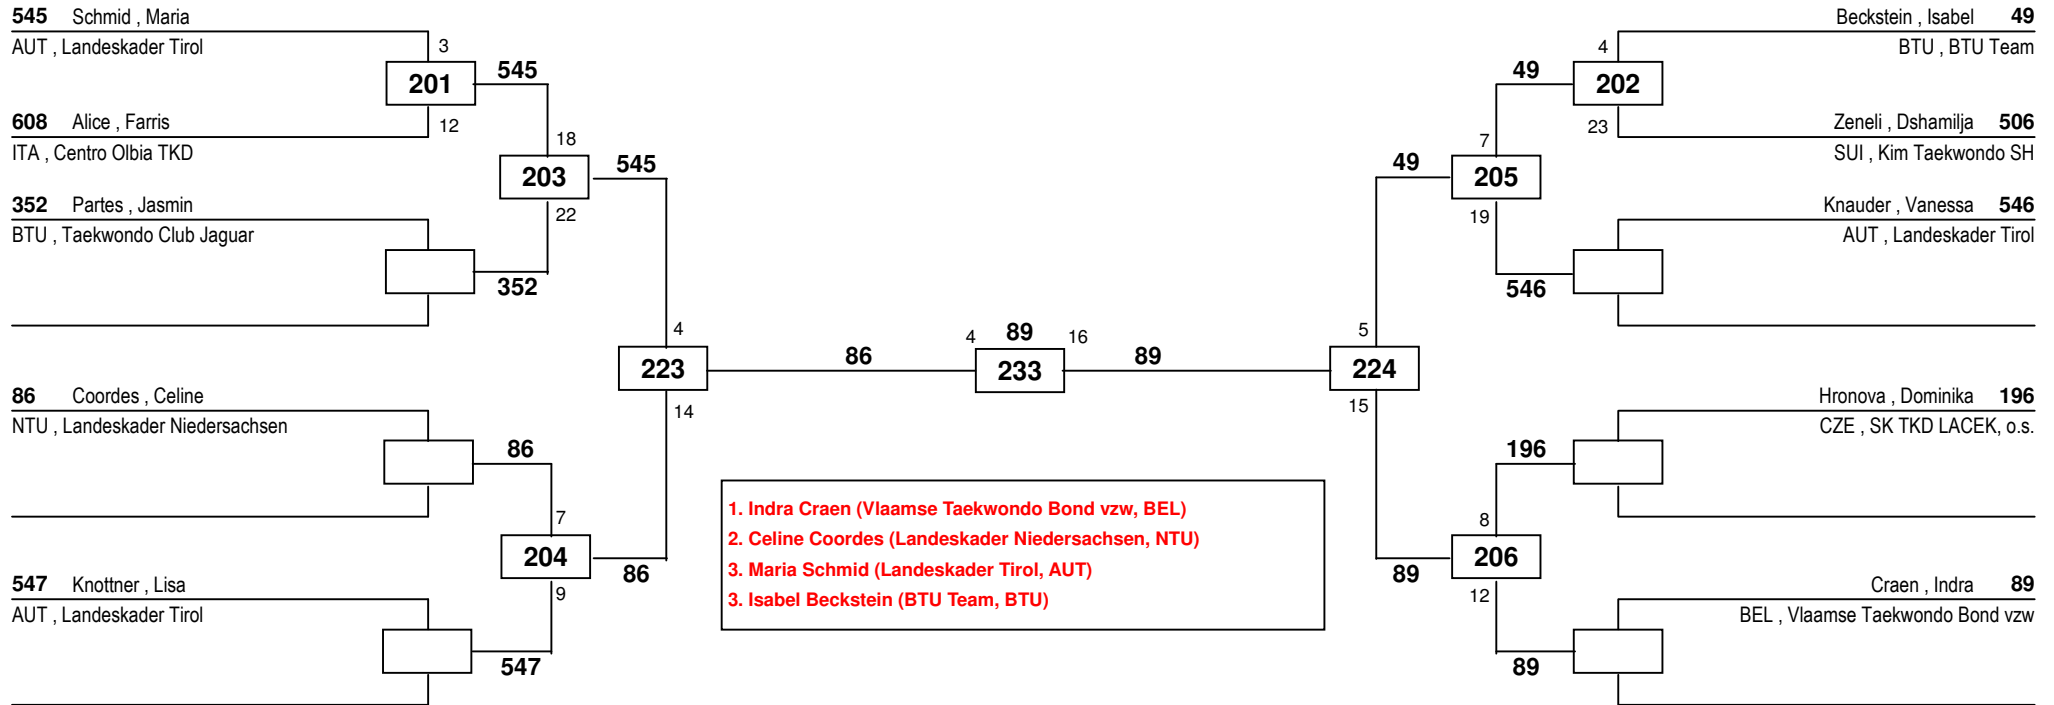 545 Schmid , Maria
AUT , Landeskader Tirol
3
201
545
12
608 Alice , Farris
ITA , Centro Olbia TKD
18
203
545
22
352 Partes , Jasmin
BTU , Taekwondo Club Jaguar
352
4
223
86
14
86 Coordes , Celine
NTU , Landeskader Niedersachsen
86
7
204
86
9
547 Knottner , Lisa
AUT , Landeskader Tirol
547
4 89 16
233
89
1. Indra Craen (Vlaamse Taekwondo Bond vzw, BEL)
2. Celine Coordes (Landeskader Niedersachsen, NTU)
3. Maria Schmid (Landeskader Tirol, AUT)
3. Isabel Beckstein (BTU Team, BTU)
Beckstein , Isabel 49
BTU , BTU Team
4
49
202
23
Zeneli , Dshamilja 506
SUI , Kim Taekwondo SH
7
49
205
19
Knauder , Vanessa 546
AUT , Landeskader Tirol
546
5
224
15
Hronova , Dominika 196
CZE , SK TKD LACEK, o.s.
196
8
206
89
12
Craen , Indra 89
BEL , Vlaamse Taekwondo Bond vzw
89